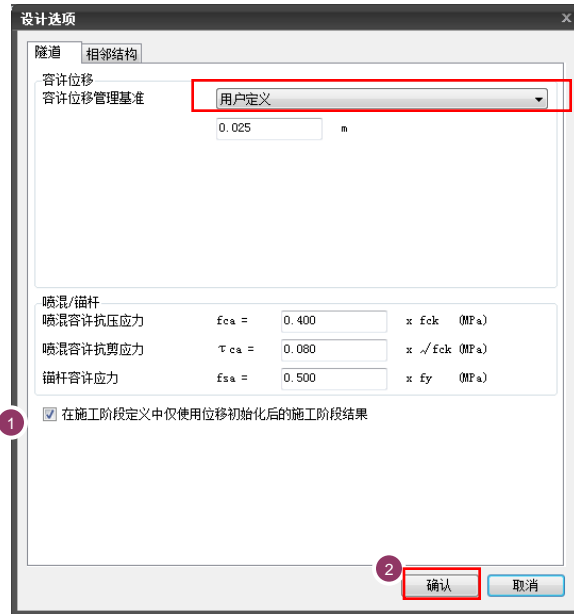 设计选项 x
隧道 相邻结构
容许位移
容许位移管理基准 用户定义
0.025 m
喷混/锚杆
喷混容许抗压应力 fca = 0.400 x fck (MPa)
喷混容许抗剪应力 τca = 0.080 x √fck (MPa)
锚杆容许应力 fsa = 0.500 x fy (MPa)
1 在施工阶段定义中仅使用位移初始化后的施工阶段结果
2
确认 取消